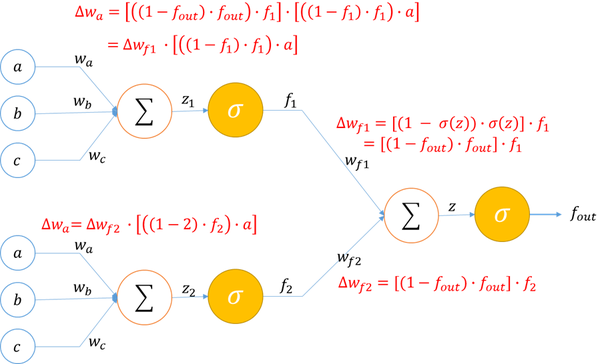 Δw_a = [((1 − f_out) · f_out) · f_1] · [((1 − f_1) · f_1) · a]
= Δw_f1 · [((1 − f_1) · f_1) · a]
a
w_a
b
w_b
∑
z_1
σ
f_1
c
w_c
Δw_f1 = [(1 − σ(z)) · σ(z)] · f_1
= [(1 − f_out) · f_out] · f_1
w_f1
∑
z
σ
f_out
Δw_a= Δw_f2 · [((1 − 2) · f_2) · a]
a
w_a
b
w_b
∑
z_2
σ
f_2
w_f2
Δw_f2 = [(1 − f_out) · f_out] · f_2
c
w_c